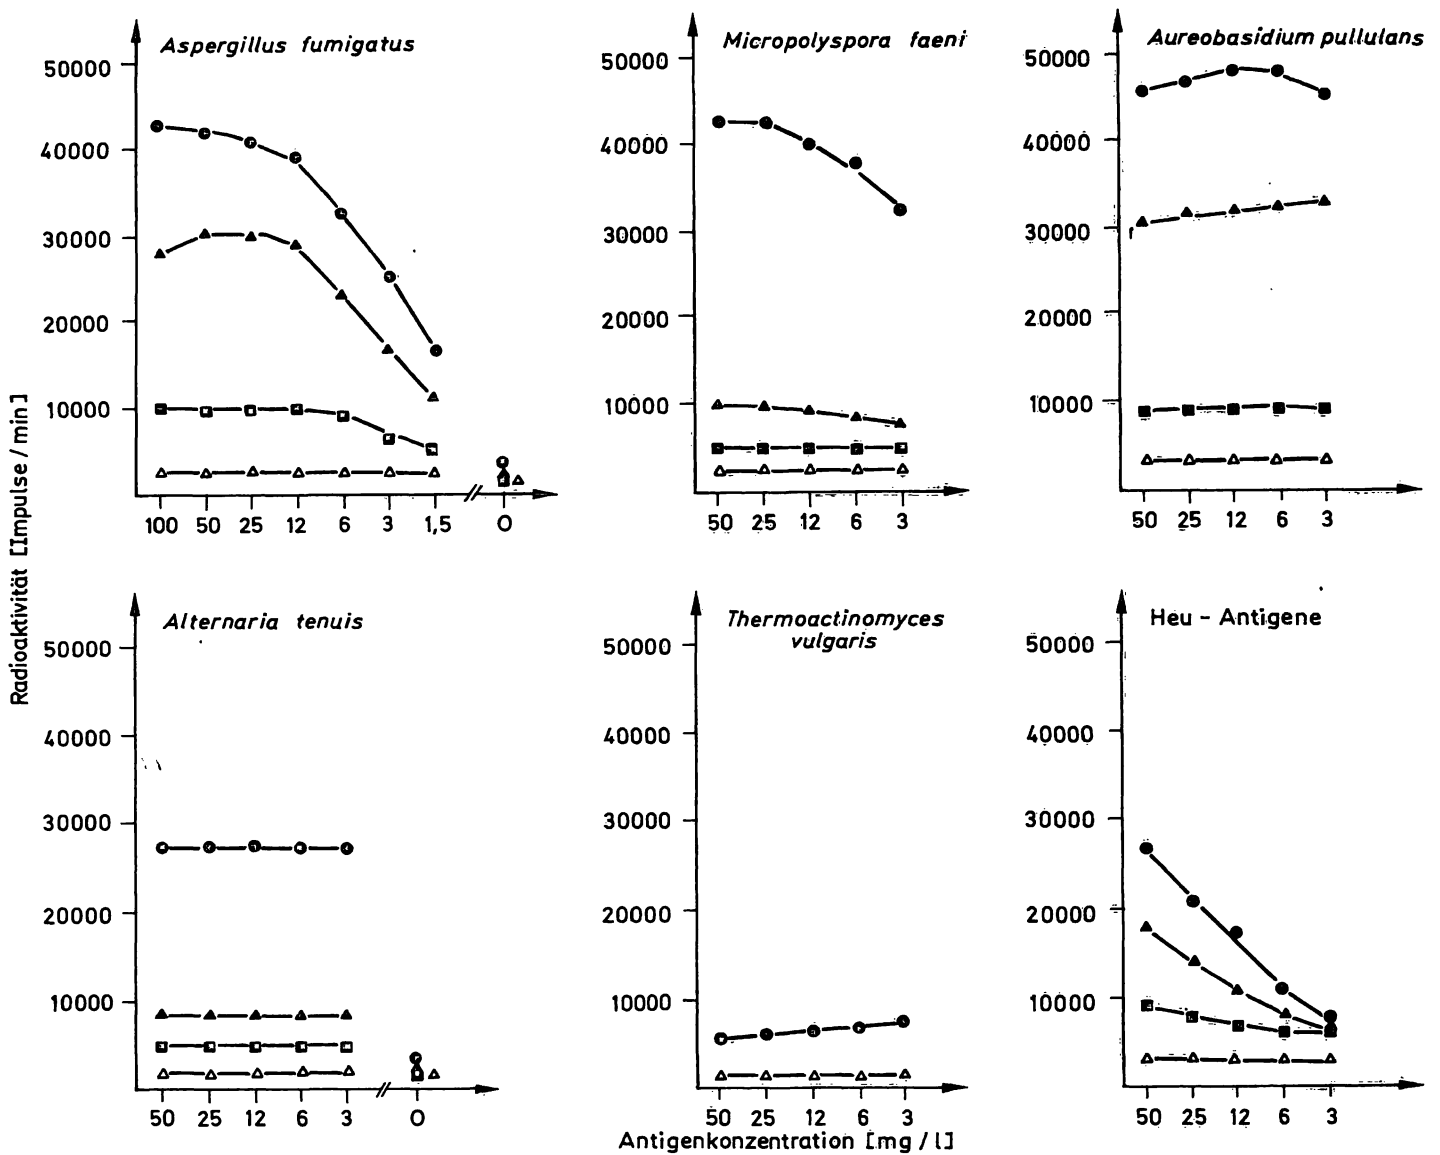 Aspergillus fumigatus
50000
40000
30000
20000
10000
100 50 25 12 6 3 1,5 0
Micropolyspora faeni
50000
40000
30000
20000
10000
50 25 12 6 3
Aureobasidium pullulans
50000
40000
30000
20000
10000
50 25 12 6 3
Radioaktivität [Impulse / min]
Alternaria tenuis
50000
40000
30000
20000
10000
50 25 12 6 3 0
Thermoactinomyces
vulgaris
50000
40000
30000
20000
10000
50 25 12 6 3
Heu - Antigene
50000
40000
30000
20000
10000
50 25 12 6 3
Antigenkonzentration [mg / l]